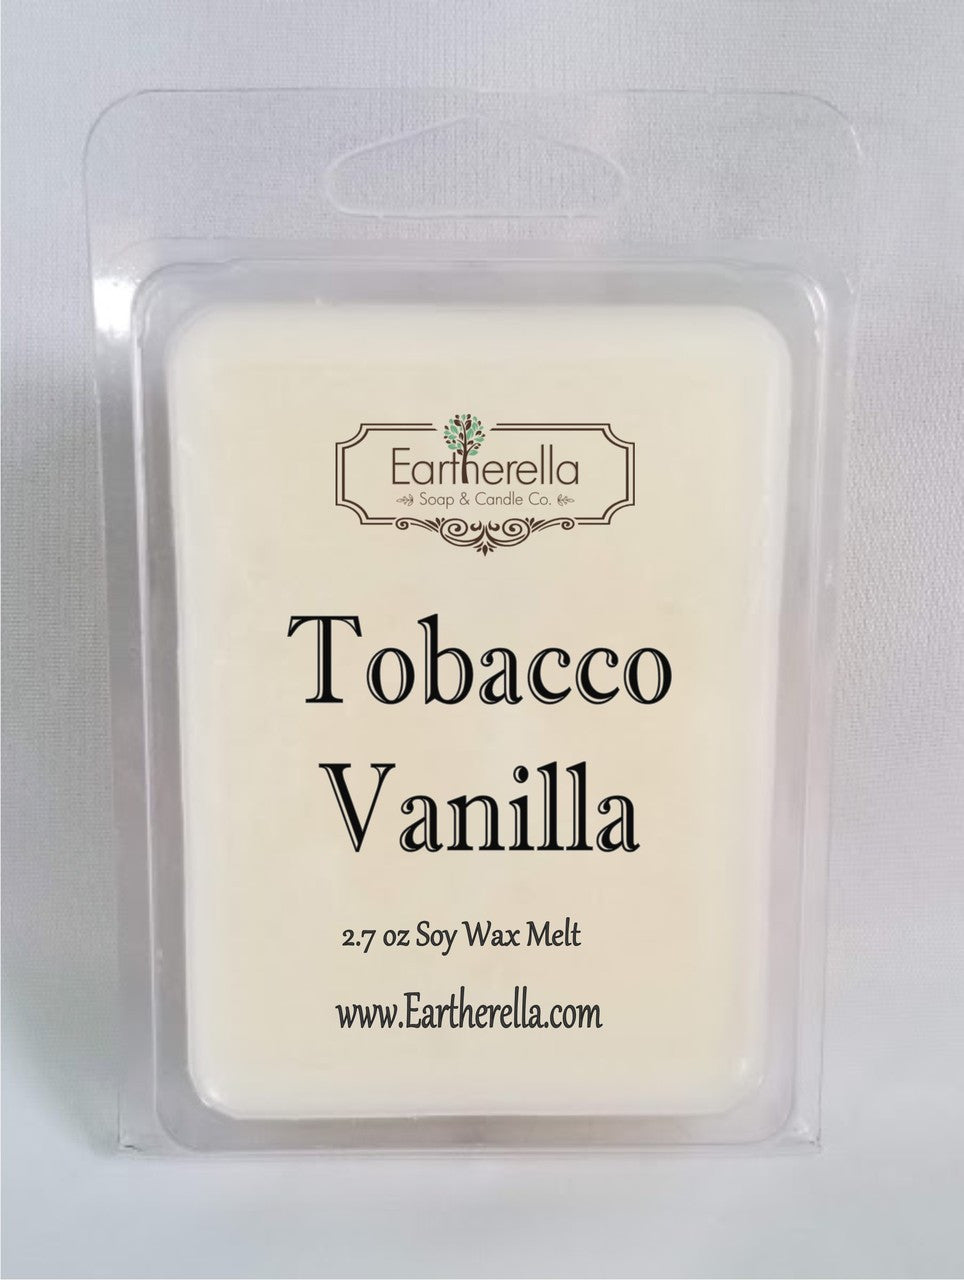 Eartherella
Soap & Candle Co.
Tobacco
Vanilla
2.7 oz Soy Wax Melt
www.Eartherella.com